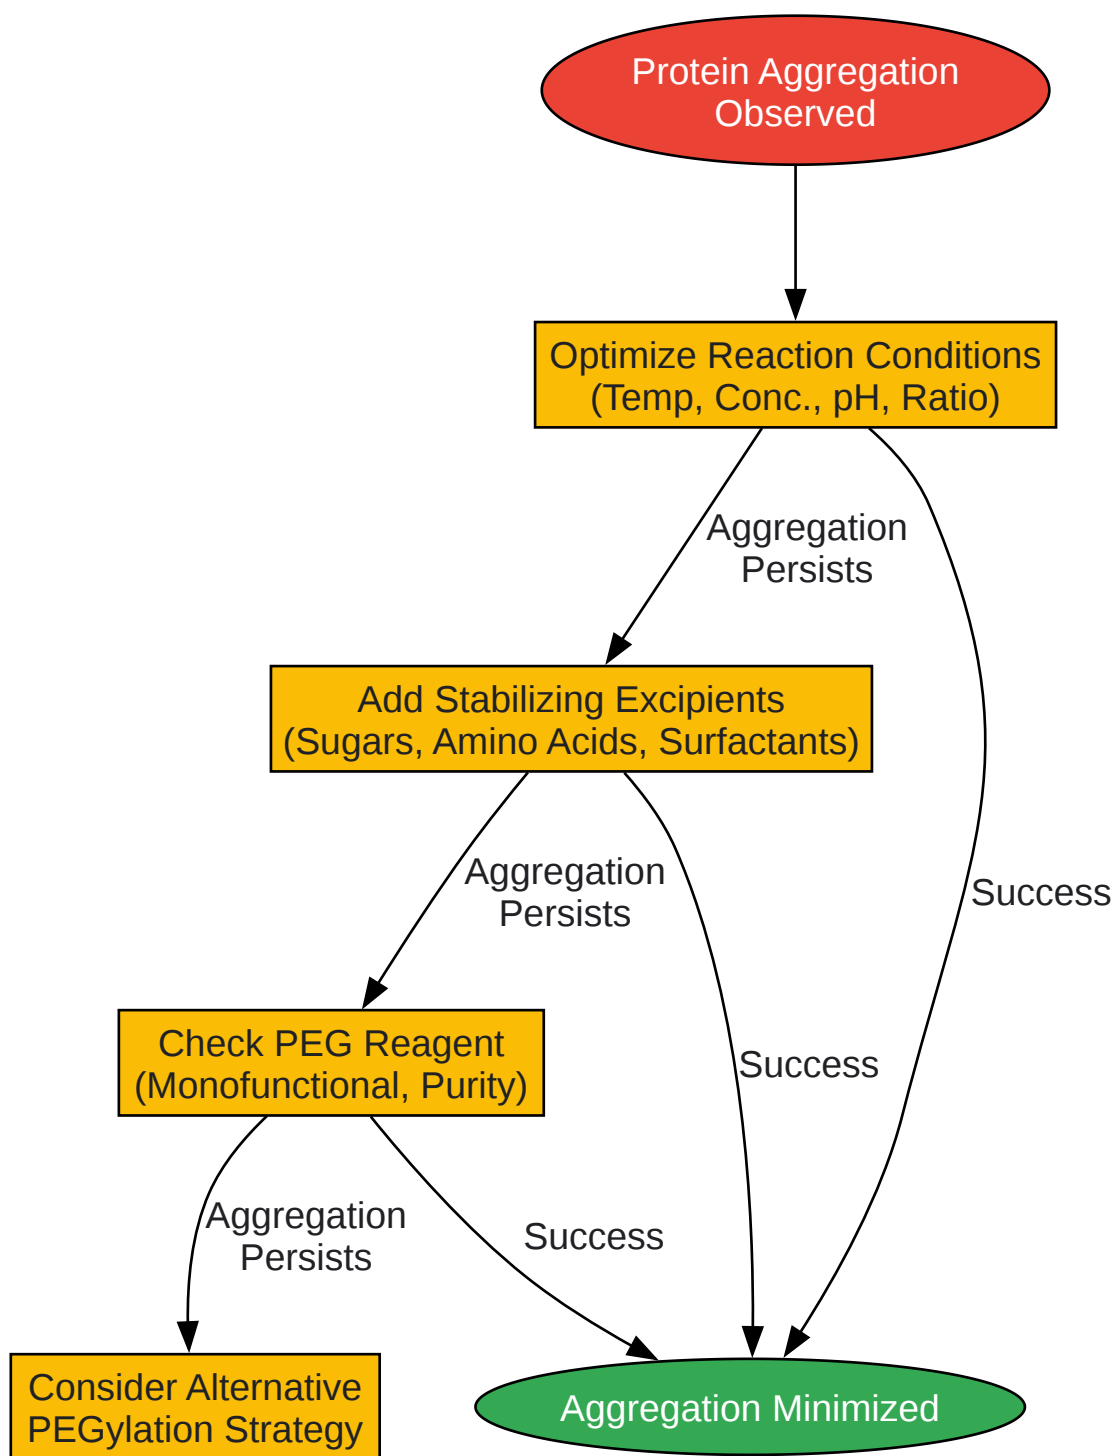 Protein Aggregation
Observed
Optimize Reaction Conditions
(Temp, Conc., pH, Ratio)
Aggregation
Persists
Add Stabilizing Excipients
(Sugars, Amino Acids, Surfactants)
Aggregation
Persists
Success
Check PEG Reagent
(Monofunctional, Purity)
Success
Aggregation
Persists
Success
Consider Alternative
PEGylation Strategy
Aggregation Minimized